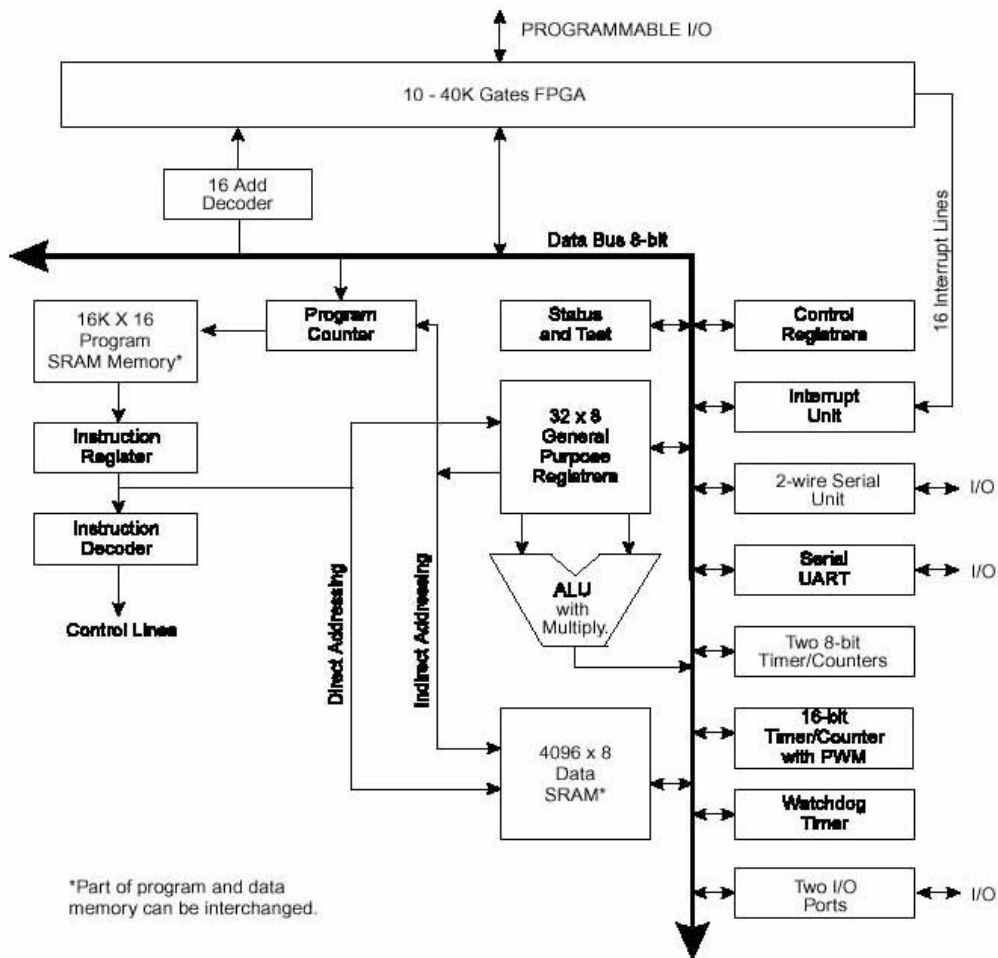 PROGRAMMABLE I/O
10 - 40K Gates FPGA
16 Add
Decoder
16 Interrupt Lines
Data Bus 8-bit
16K X 16
Program
SRAM Memory*
Program
Counter
Status
and Test
Control
Registrers
Instruction
Register
32 x 8
General
Purpose
Registrers
Interrupt
Unit
2-wire Serial
Unit
I/O
Instruction
Decoder
Serial
UART
I/O
ALU
with
Multiply.
Control Lines
Direct Addressing
Indirect Addressing
Two 8-bit
Timer/Counters
16-bit
Timer/Counter
with PWM
4096 x 8
Data
SRAM*
Watchdog
Timer
*Part of program and data
memory can be interchanged.
Two I/O
Ports
I/O